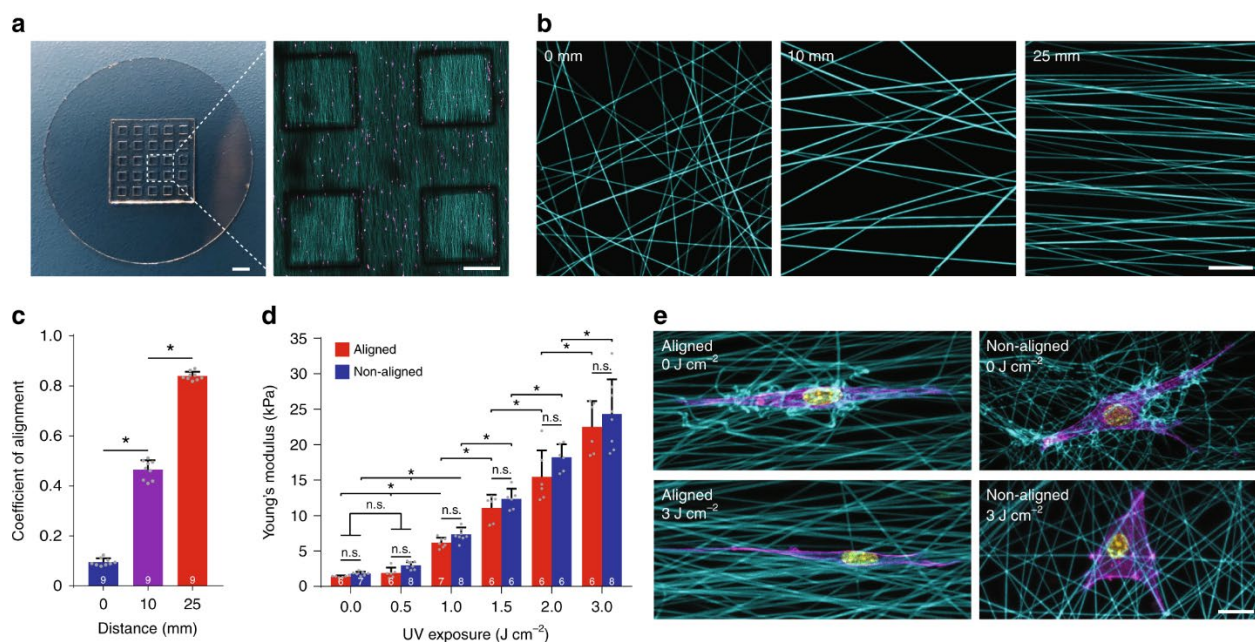 a
b
0 mm
10 mm
25 mm
c
Coefficient of alignment
1.0
0.8
0.6
0.4
0.2
0
*
*
9
9
9
0 10 25
Distance (mm)
d
Young's modulus (kPa)
35
30
25
20
15
10
5
0
Aligned
Non-aligned
*
*
n.s.
*
*
n.s.
*
*
n.s.
*
*
n.s.
*
*
n.s.
n.s.
n.s.
6 7 6 8 7 8 6 6 6 6 6 8
0.0 0.5 1.0 1.5 2.0 3.0
UV exposure (J cm⁻²)
e
Aligned
0 J cm⁻²
Non-aligned
0 J cm⁻²
Aligned
3 J cm⁻²
Non-aligned
3 J cm⁻²